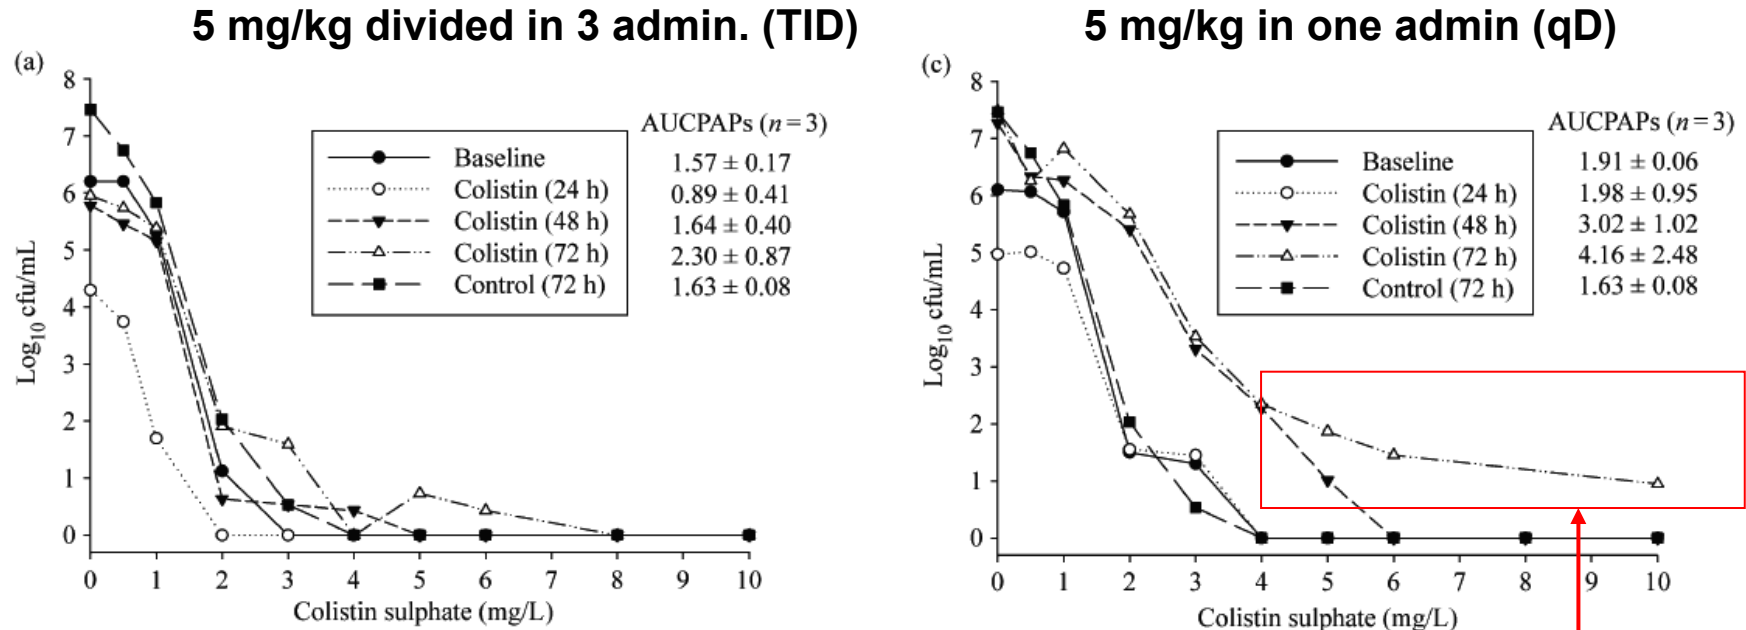 5 mg/kg divided in 3 admin. (TID)
(a)
8
7
6
5
4
3
2
1
0
Log10 cfu/mL
Baseline
Colistin (24 h)
Colistin (48 h)
Colistin (72 h)
Control (72 h)
AUCPAPs (n = 3)
1.57 ± 0.17
0.89 ± 0.41
1.64 ± 0.40
2.30 ± 0.87
1.63 ± 0.08
0 1 2 3 4 5 6 7 8 9 10
Colistin sulphate (mg/L)
5 mg/kg in one admin (qD)
(c)
8
7
6
5
4
3
2
1
0
Log10 cfu/mL
Baseline
Colistin (24 h)
Colistin (48 h)
Colistin (72 h)
Control (72 h)
AUCPAPs (n = 3)
1.91 ± 0.06
1.98 ± 0.95
3.02 ± 1.02
4.16 ± 2.48
1.63 ± 0.08
0 1 2 3 4 5 6 7 8 9 10
Colistin sulphate (mg/L)